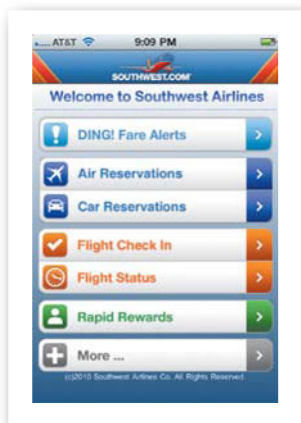 AT&T 9:09 PM
SOUTHWEST.COM
Welcome to Southwest Airlines
DING! Fare Alerts
Air Reservations
Car Reservations
Flight Check In
Flight Status
Rapid Rewards
More ...
(c)2010 Southwest Airlines Co. All Rights Reserved.